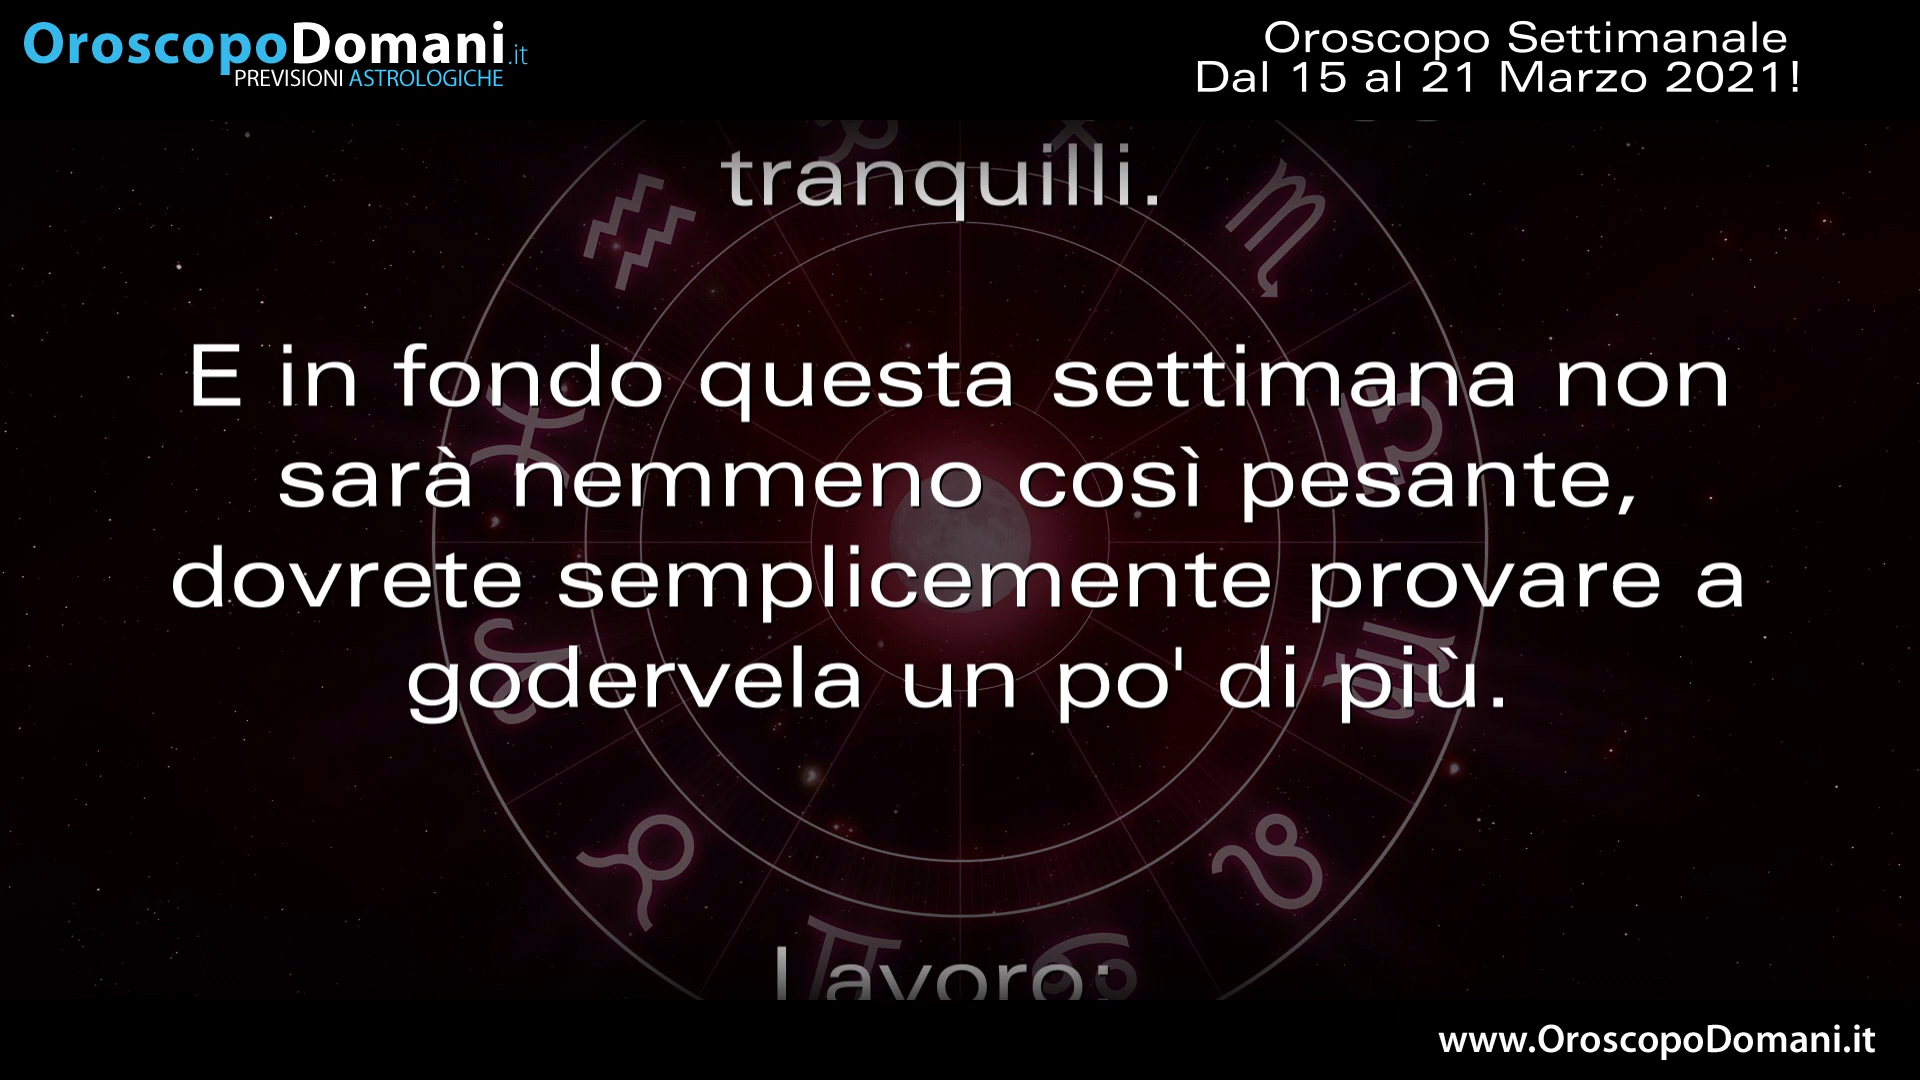 OroscopoDomani.it
PREVISIONI ASTROLOGICHE
Oroscopo Settimanale
Dal 15 al 21 Marzo 2021!
tranquilli.
E in fondo questa settimana non
sarà nemmeno così pesante,
dovrete semplicemente provare a
godervela un po' di più.
Lavoro:
www.OroscopoDomani.it